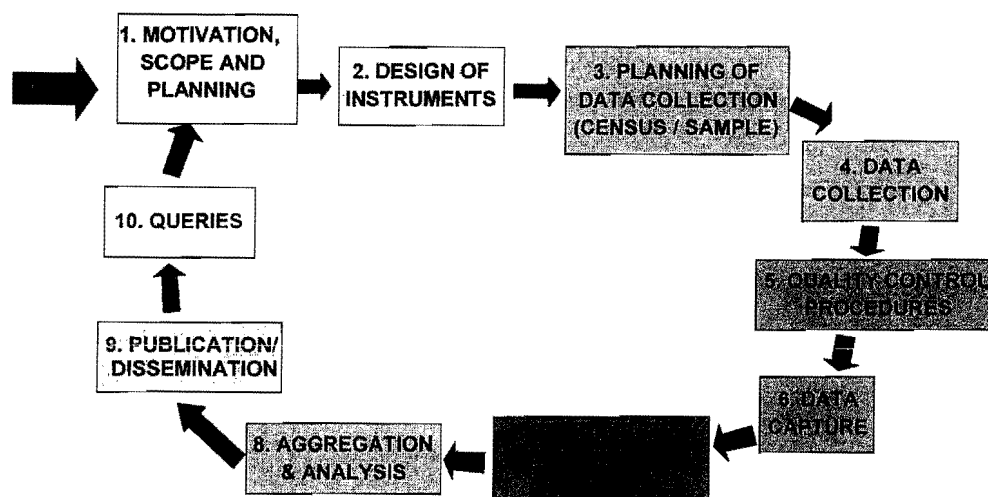 1. MOTIVATION,
SCOPE AND
PLANNING
2. DESIGN OF
INSTRUMENTS
3. PLANNING OF
DATA COLLECTION
(CENSUS / SAMPLE)
4. DATA
COLLECTION
5. QUALITY CONTROL
PROCEDURES
6. DATA
CAPTURE
8. AGGREGATION
& ANALYSIS
9. PUBLICATION/
DISSEMINATION
10. QUERIES